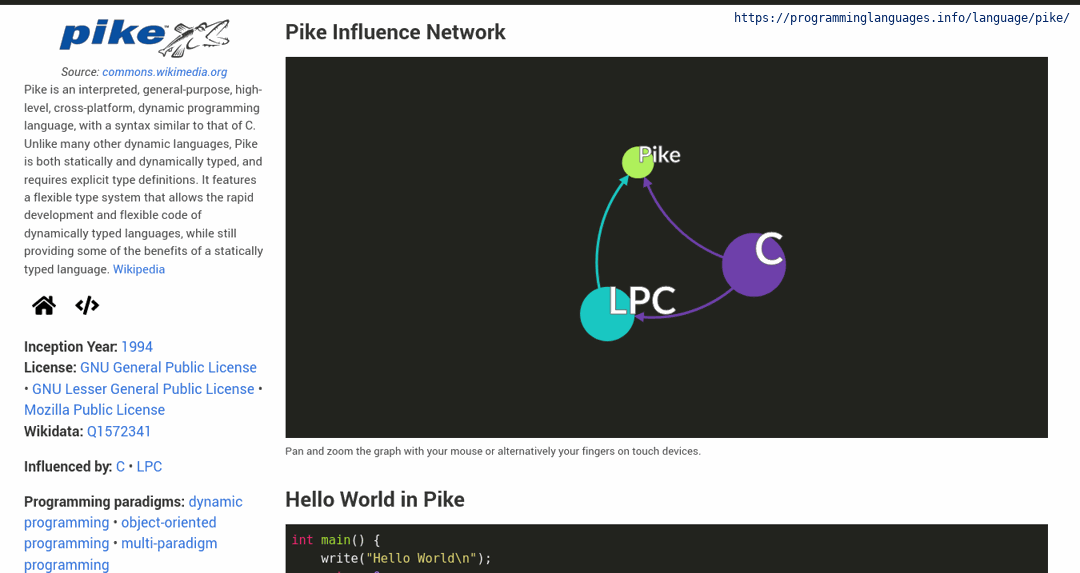 https://programminglanguages.info/language/pike/
pike
Source: commons.wikimedia.org
Pike is an interpreted, general-purpose, high-
level, cross-platform, dynamic programming
language, with a syntax similar to that of C.
Unlike many other dynamic languages, Pike
is both statically and dynamically typed, and
requires explicit type definitions. It features
a flexible type system that allows the rapid
development and flexible code of
dynamically typed languages, while still
providing some of the benefits of a statically
typed language. Wikipedia
Inception Year: 1994
License: GNU General Public License
• GNU Lesser General Public License •
Mozilla Public License
Wikidata: Q1572341
Influenced by: C • LPC
Programming paradigms: dynamic
programming • object-oriented
programming • multi-paradigm
programming
Pike Influence Network
Pike
C
LPC
Pan and zoom the graph with your mouse or alternatively your fingers on touch devices.
Hello World in Pike
int main() {
    write("Hello World\n");